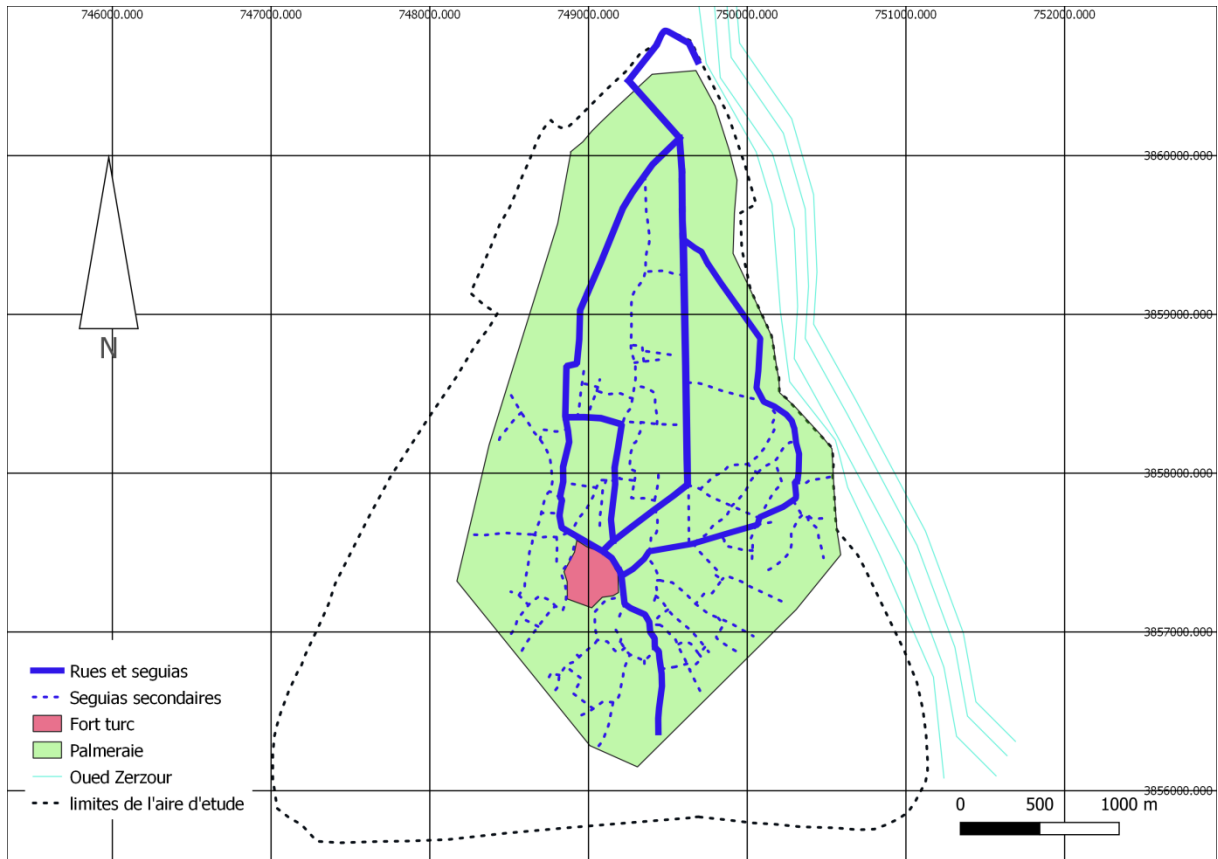 746000.000 747000.000 748000.000 749000.000 750000.000 751000.000 752000.000
3860000.000
3859000.000
N
3858000.000
3857000.000
Rues et seguias
Seguias secondaires
Fort turc
Palmeraie
Oued Zerzour
3856000.000
limites de l'aire d'etude
0 500 1000 m